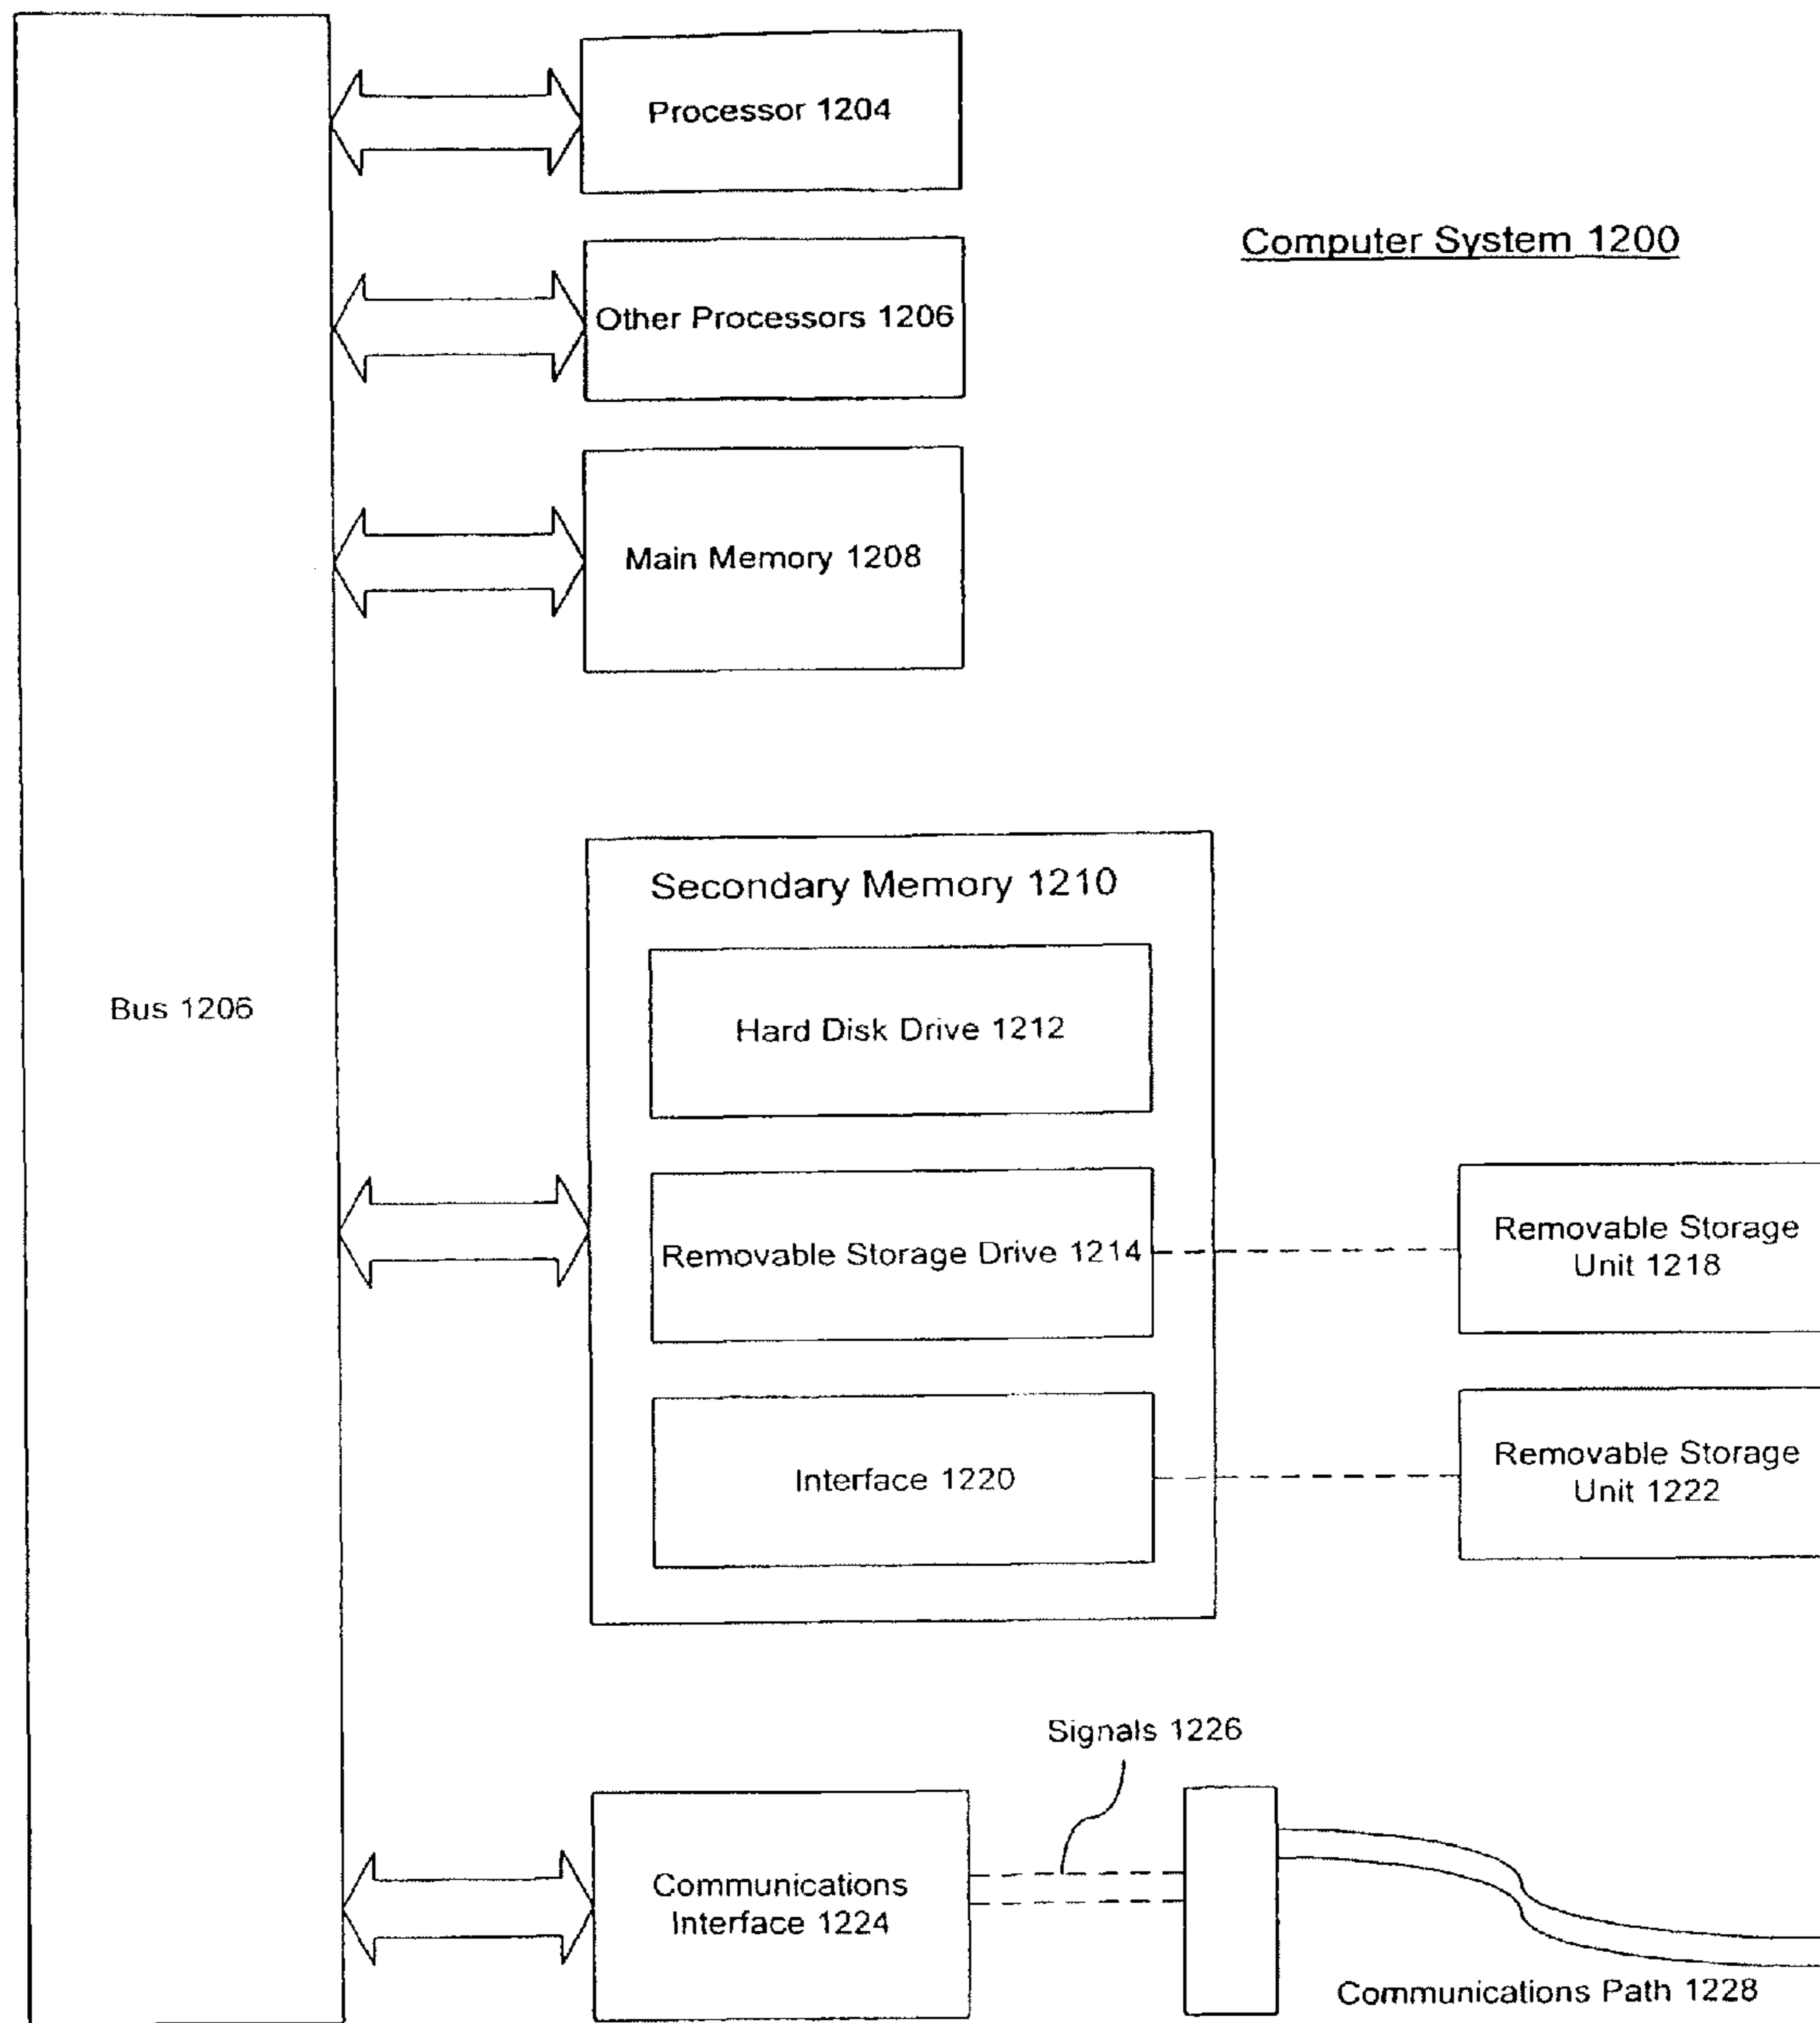 Processor 1204
Computer System 1200
Other Processors 1206
Main Memory 1208
Secondary Memory 1210
Bus 1206
Hard Disk Drive 1212
Removable Storage Drive 1214
Removable Storage
Unit 1218
Interface 1220
Removable Storage
Unit 1222
Signals 1226
Communications
Interface 1224
Communications Path 1228